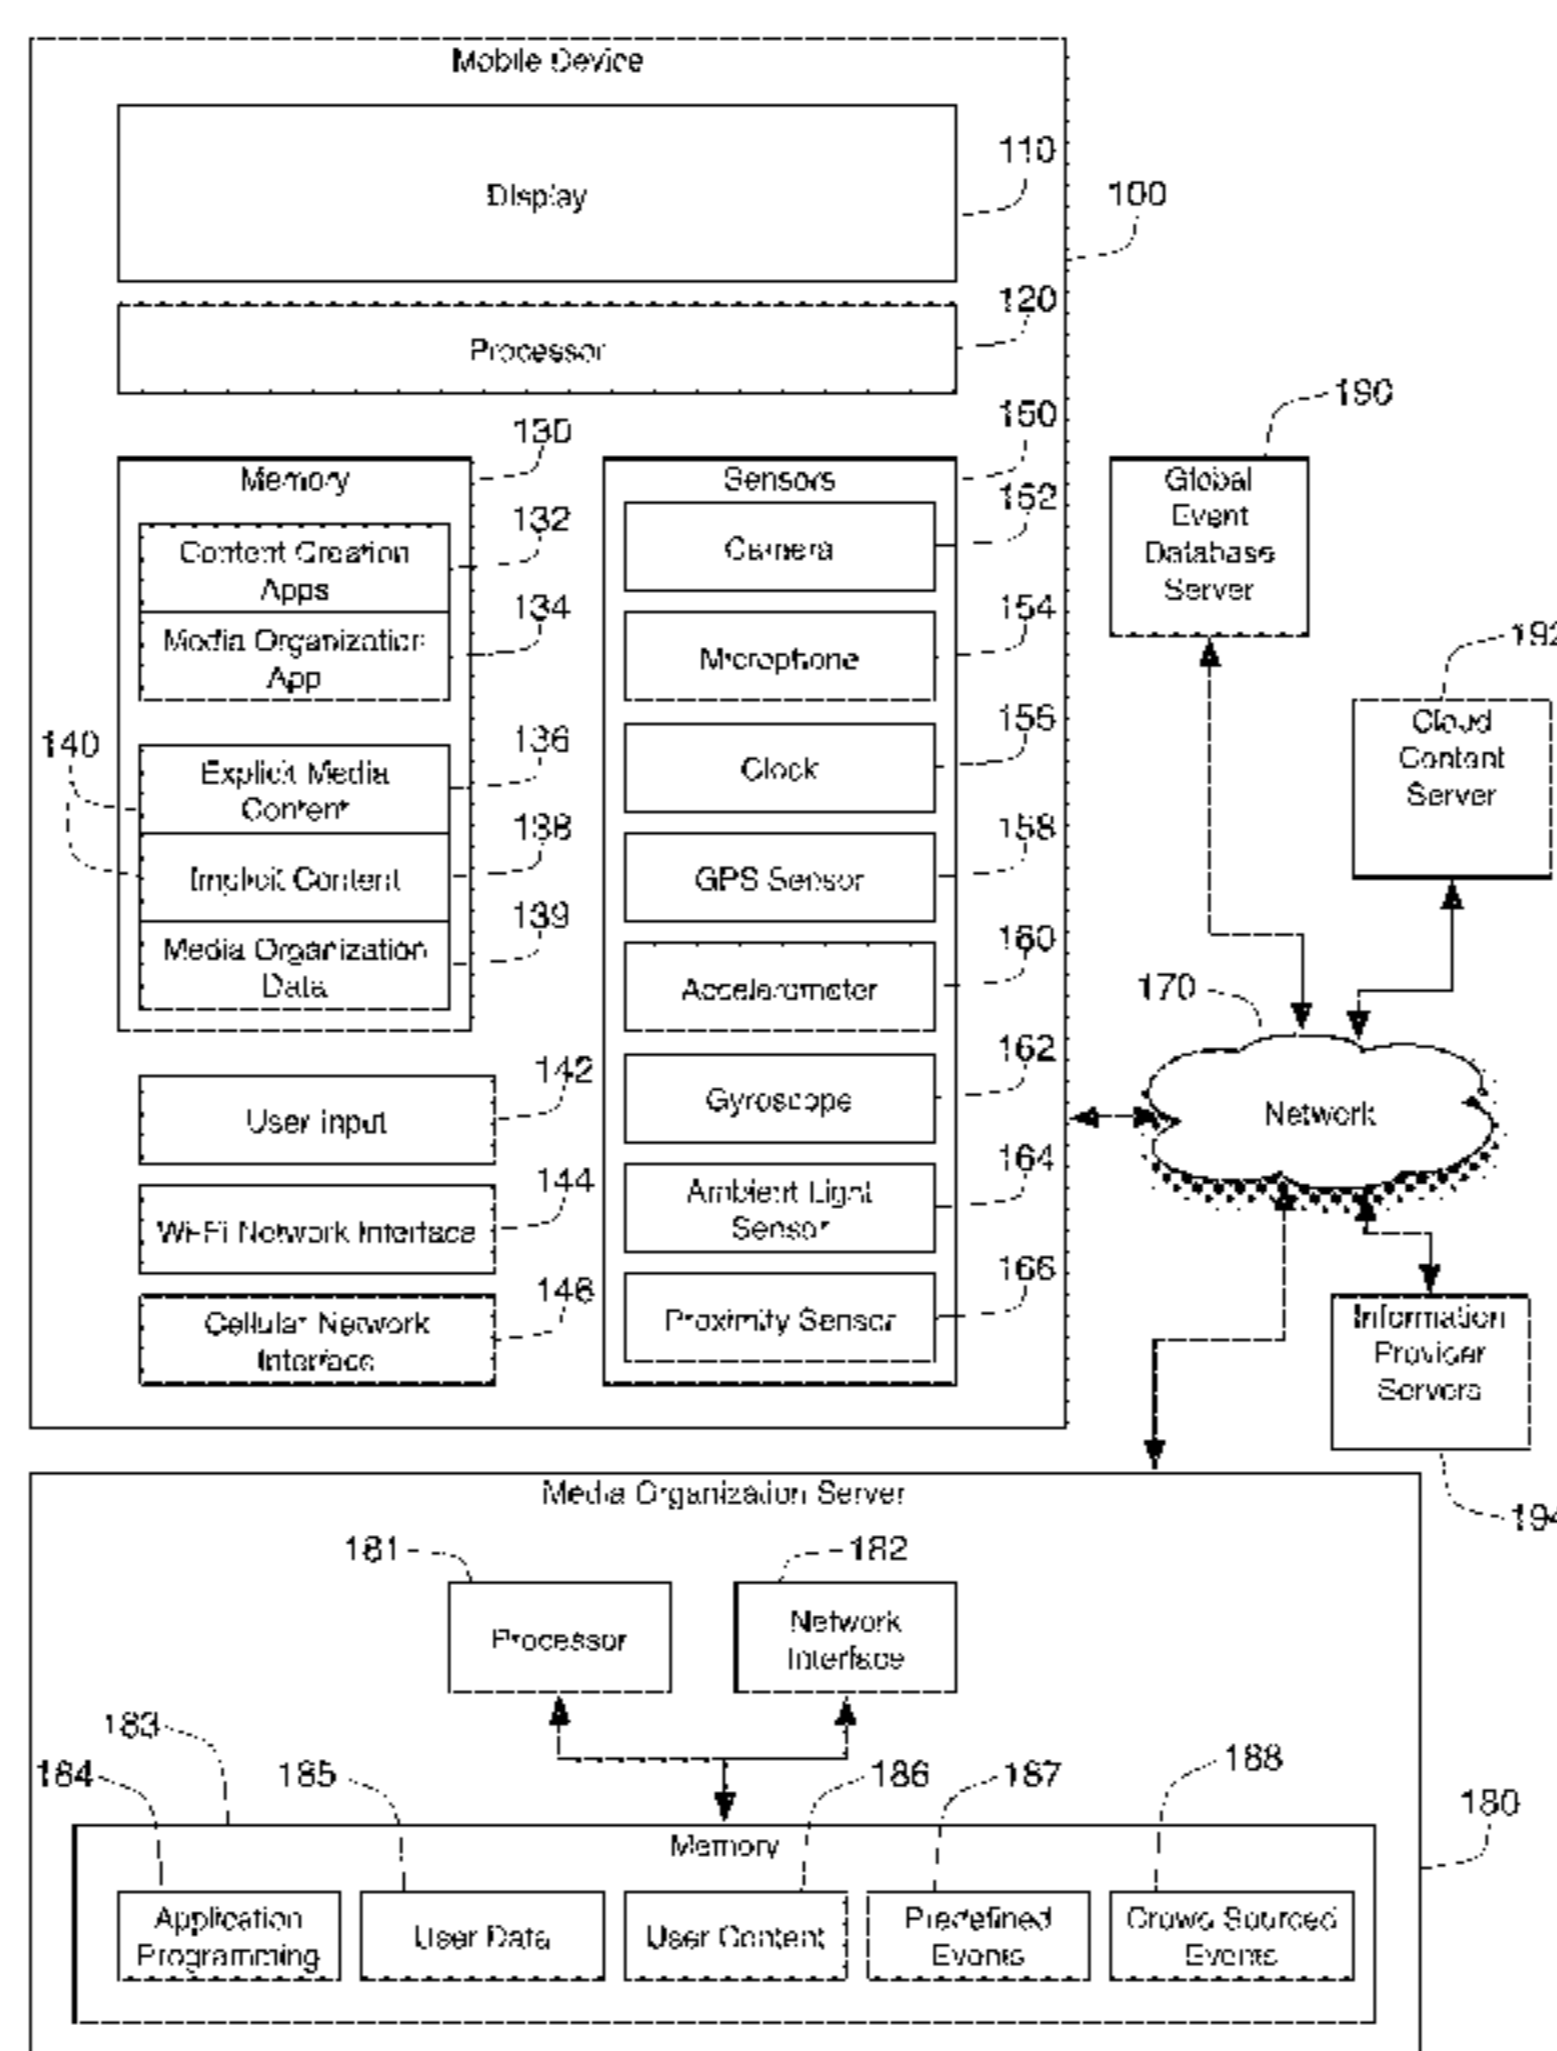 Mobile Device
Display
110
100
Processor
120
130
Memory
132
Content Creation
Apps
134
Media Organization
App
140
136
Explicit Media
Content
138
Implicit Content
139
Media Organization
Data
142
User Input
144
Wi-Fi Network Interface
146
Cellular Network
Interface
150
Sensors
152
Camera
154
Microphone
156
Clock
158
GPS Sensor
160
Accelerometer
162
Gyroscope
164
Ambient Light
Sensor
166
Proximity Sensor
190
Global
Event
Database
Server
192
Cloud
Content
Server
170
Network
Information
Provider
Servers
194
Media Organization Server
181
Processor
182
Network
Interface
183
184
185
186
187
188
180
Memory
Application
Programming
User Data
User Content
Predefined
Events
Crowd Sourced
Events